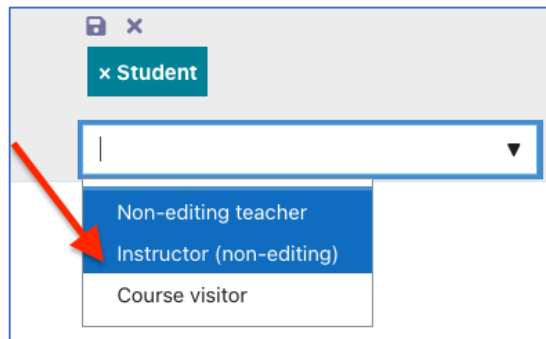 × Student
Non-editing teacher
Instructor (non-editing)
Course visitor